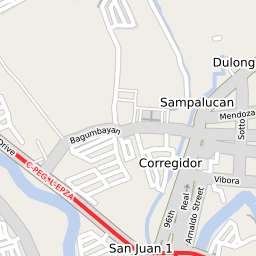 Dulong
Sampalucan
Mendoza
Sotto
Bagumbayan
Drive
C-PEG*L-EPZA
Corregidor
Vibora
96th
Real
Arnaldo Street
San Juan 1